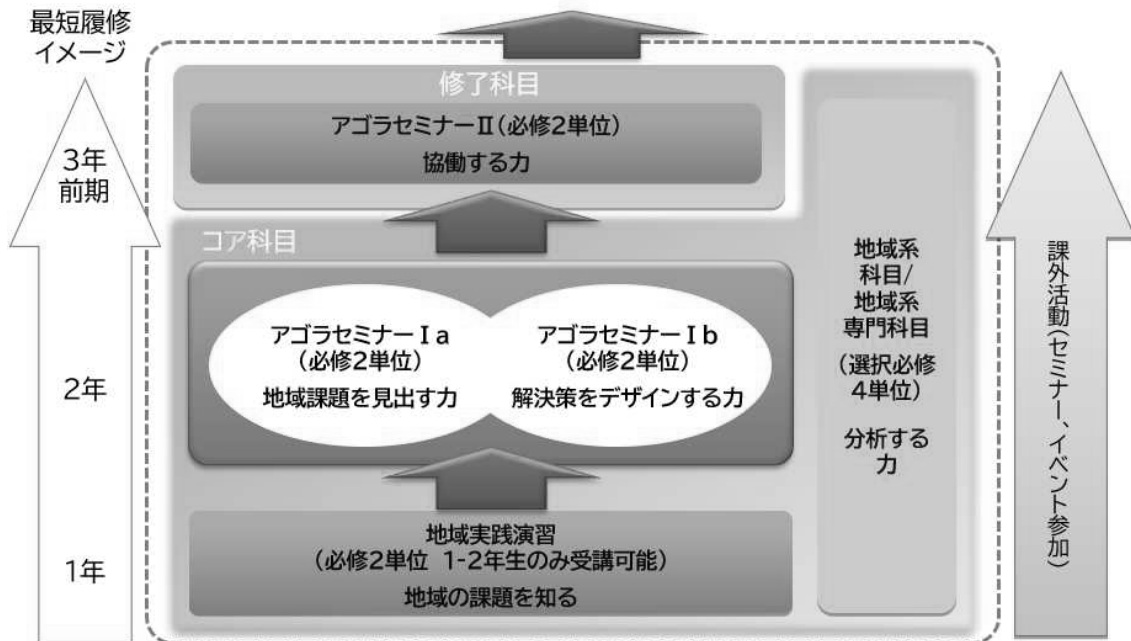 最短履修
イメージ
3年
前期
2年
1年
修了科目
アゴラセミナーⅡ(必修2単位)
協働する力
コア科目
アゴラセミナーⅠa
(必修2単位)
地域課題を見出す力
アゴラセミナーⅠb
(必修2単位)
解決策をデザインする力
地域実践演習
(必修2単位 1-2年生のみ受講可能)
地域の課題を知る
地域系
科目/
地域系
専門科目
(選択必修
4単位)
分析する
力
課外活動(セミナー、イベント参加)